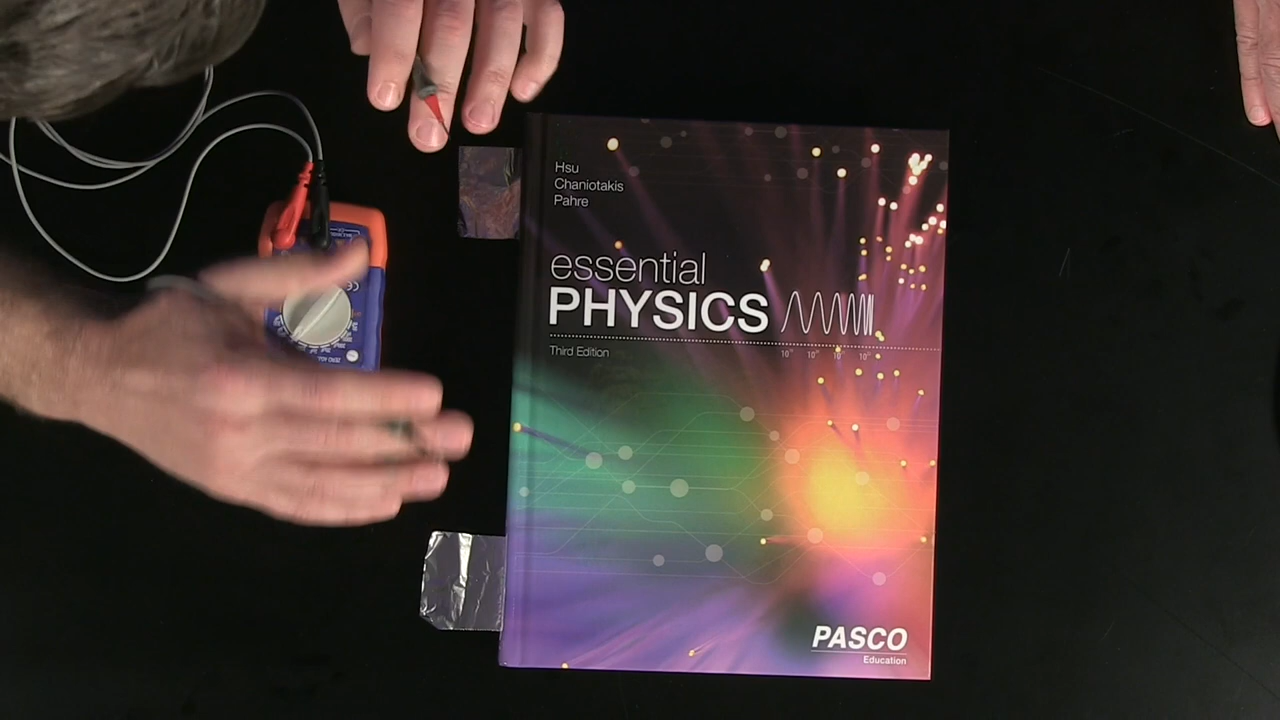 Hsu
Chaniotakis
Pahre
essential
PHYSICS
Third Edition
PASCO
Education